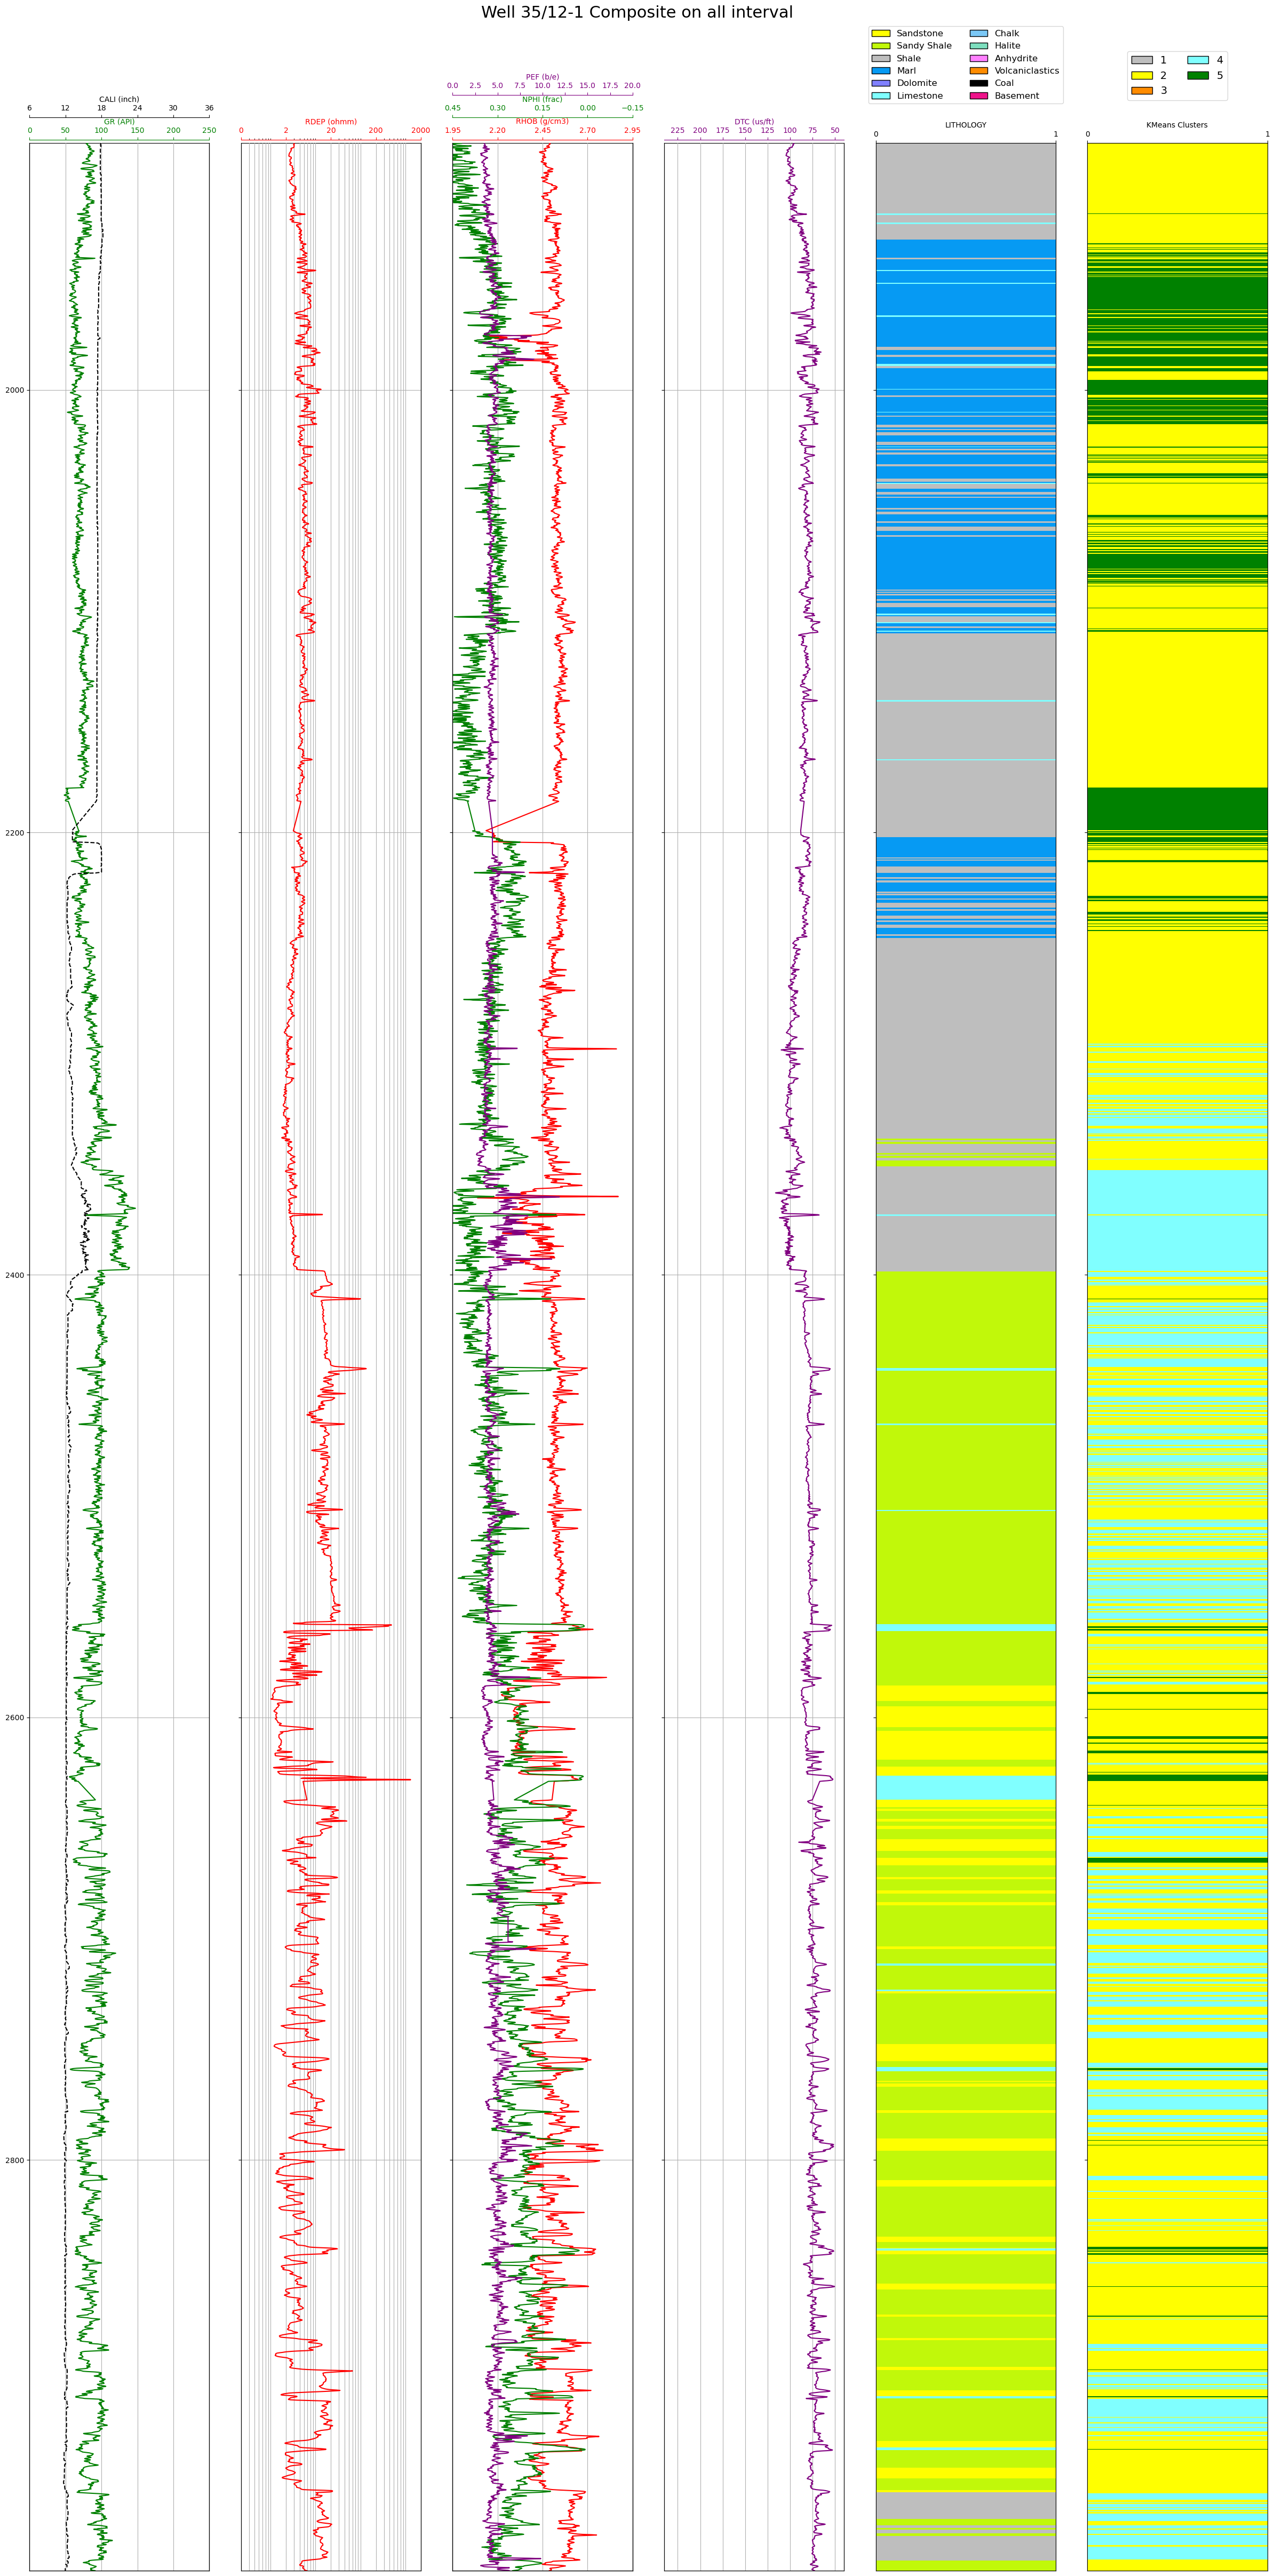 Well 35/12-1 Composite on all interval
Sandstone Chalk
Sandy Shale Halite
Shale Anhydrite
Marl Volcaniclastics
Dolomite Coal
Limestone Basement
1 4
2 5
3
PEF (b/e)
0.0 2.5 5.0 7.5 10.0 12.5 15.0 17.5 20.0
CALI (inch)
6 12 18 24 30 36
NPHI (frac)
0.45 0.30 0.15 0.00 −0.15
GR (API)
0 50 100 150 200 250
RDEP (ohmm)
0 2 20 200 2000
RHOB (g/cm3)
1.95 2.20 2.45 2.70 2.95
DTC (us/ft)
225 200 175 150 125 100 75 50
LITHOLOGY
0 1
KMeans Clusters
0 1
2000
2200
2400
2600
2800